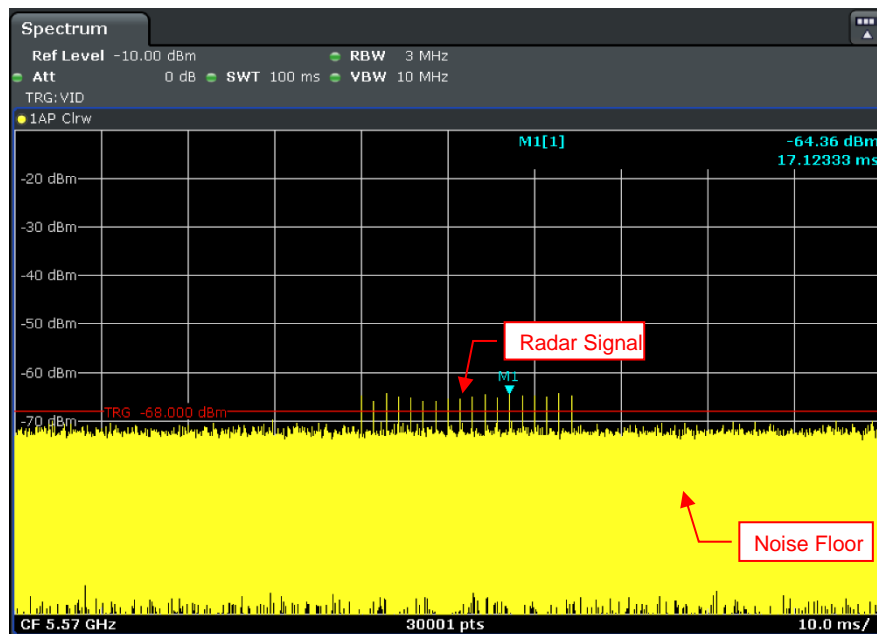 Spectrum
Ref Level -10.00 dBm RBW 3 MHz
Att 0 dB SWT 100 ms VBW 10 MHz
TRG:VID
1AP Clrw
M1[1] -64.36 dBm
17.12333 ms
-20 dBm
-30 dBm
-40 dBm
-50 dBm
Radar Signal
-60 dBm
M1
TRG -68.000 dBm
-70 dBm
Noise Floor
CF 5.57 GHz 30001 pts 10.0 ms/